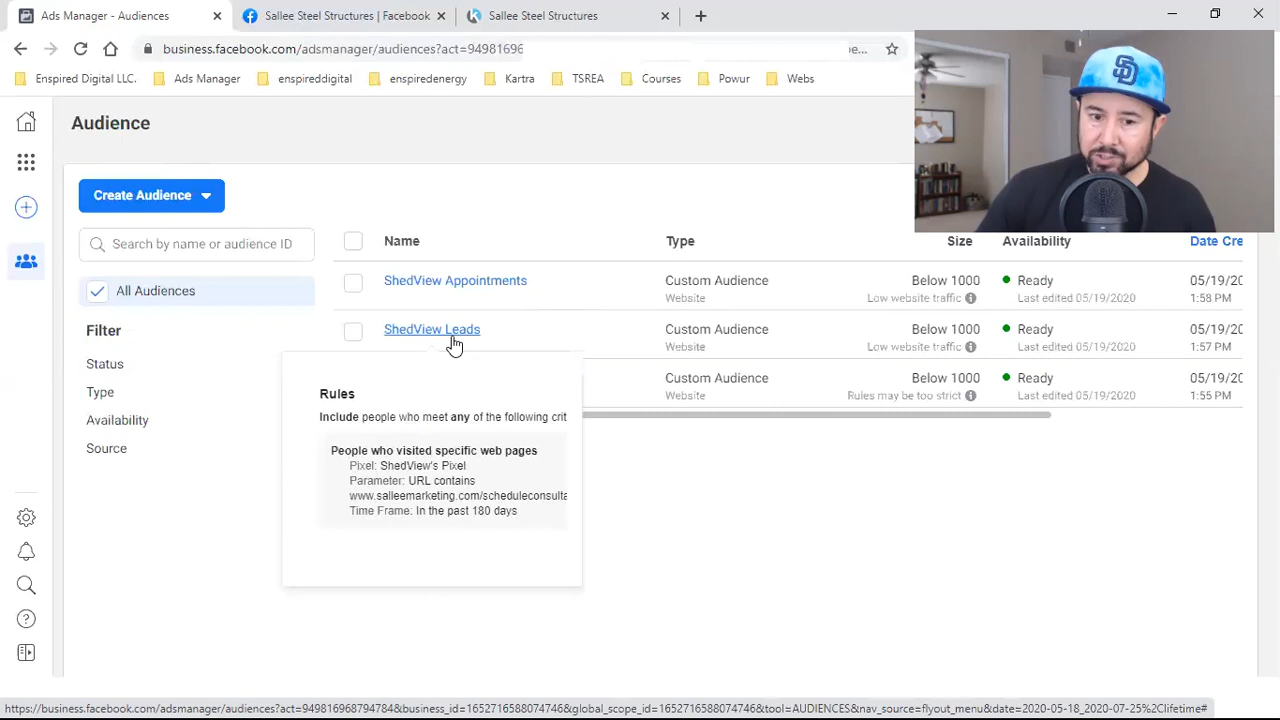 Ads Manager - Audiences
Sallee Steel Structures | Facebook
Sallee Steel Structures
business.facebook.com/adsmanager/audiences?act=94981696
e...
Enspired Digital LLC.
Ads Manager
enspireddigital
enspiredenergy
Kartra
TSREA
Courses
Powur
Webs
SD
Audience
Create Audience
Search by name or audience ID
Name
Type
Size
Availability
Date Cre
All Audiences
ShedView Appointments
Custom Audience
Below 1000
Ready
05/19/20
Website
Low website traffic
Last edited 05/19/2020
1:58 PM
Filter
ShedView Leads
Custom Audience
Below 1000
Ready
05/19/20
Website
Low website traffic
Last edited 05/19/2020
1:57 PM
Status
Type
Availability
Source
Custom Audience
Below 1000
Ready
05/19/20
Website
Rules may be too strict
Last edited 05/19/2020
1:55 PM
Rules
Include people who meet any of the following crit
People who visited specific web pages
Pixel: ShedView's Pixel
Parameter: URL contains
www.salleemarketing.com/scheduleconsulta
Time Frame: In the past 180 days
https://business.facebook.com/adsmanager/audiences?act=949816968794784&business_id=1652716588074746&global_scope_id=1652716588074746&tool=AUDIENCES&nav_source=flyout_menu&date=2020-05-18_2020-07-25%2Clifetime#